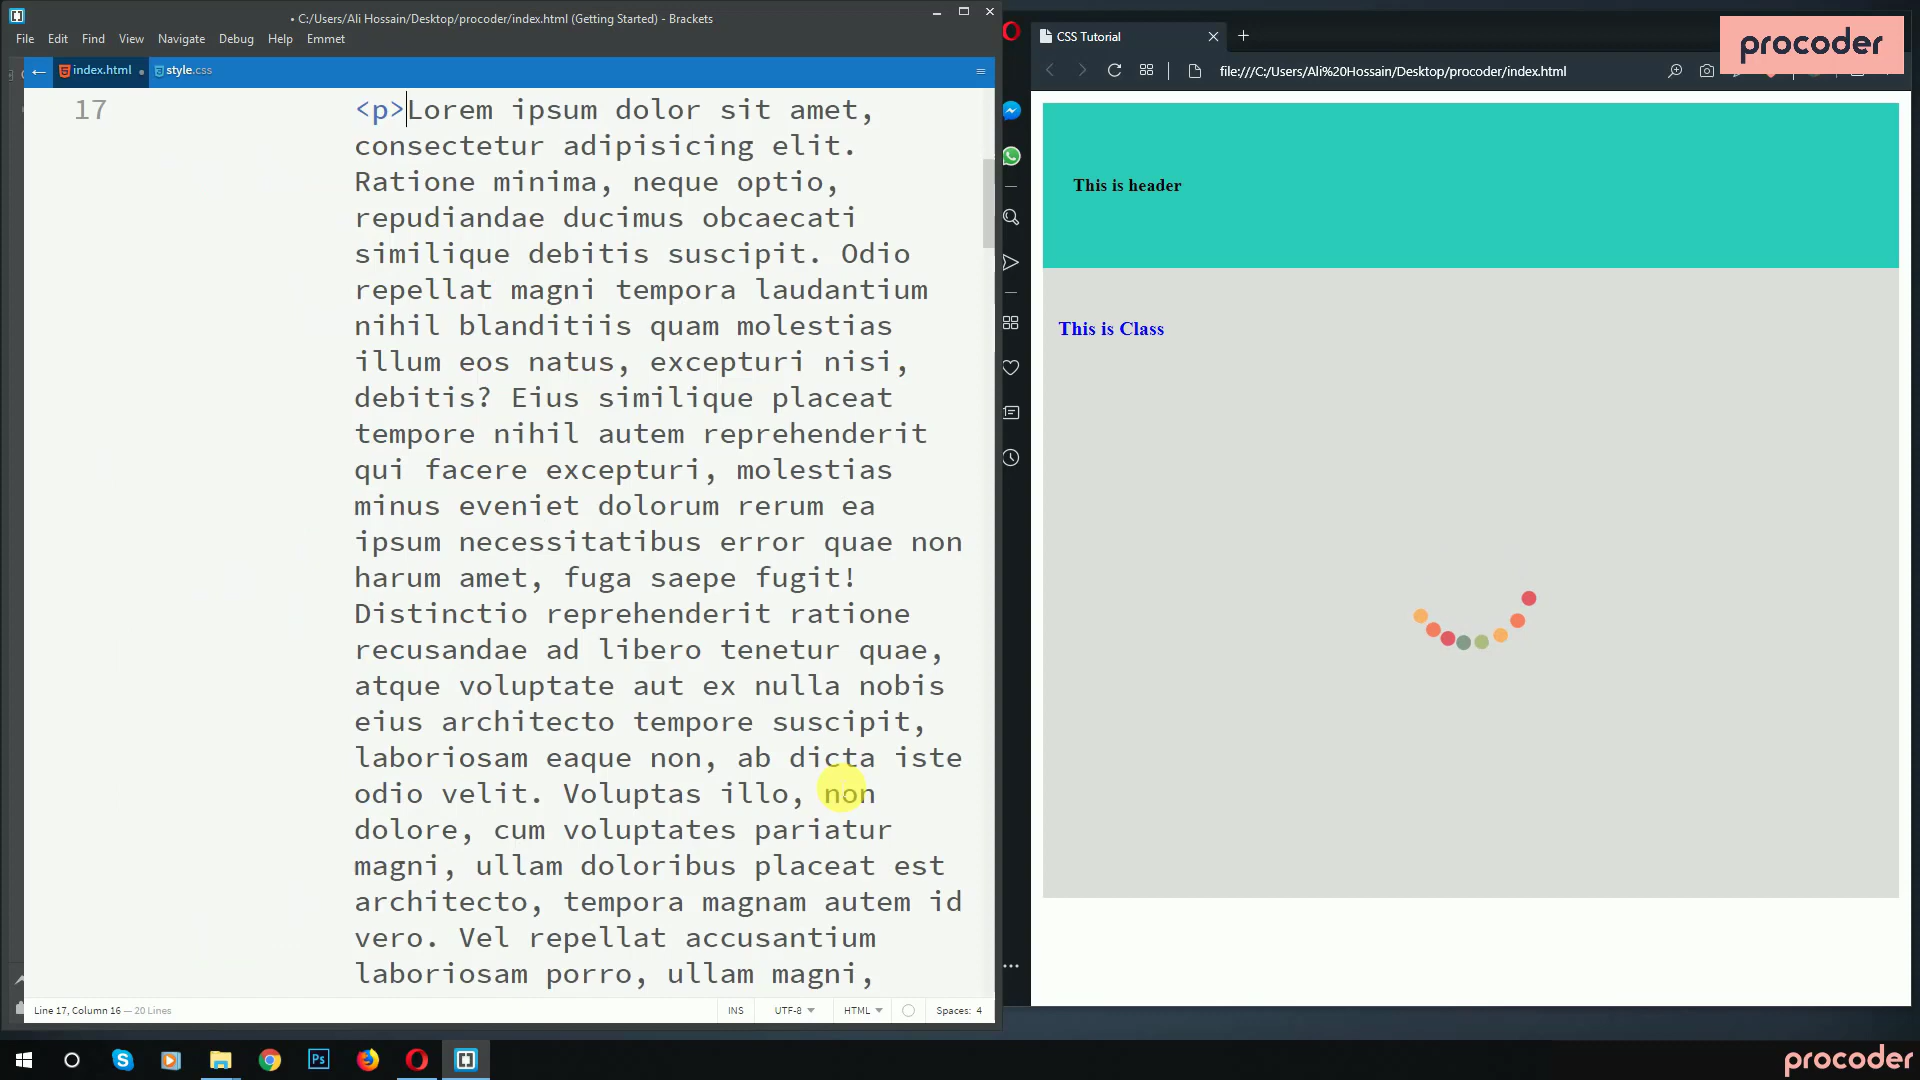 C:/Users/Ali Hossain/Desktop/procoder/index.html (Getting Started) - Brackets
File Edit Find View Navigate Debug Help Emmet
index.html
style.css
17
<p>Lorem ipsum dolor sit amet,
consectetur adipisicing elit.
Ratione minima, neque optio,
repudiandae ducimus obcaecati
similique debitis suscipit. Odio
repellat magni tempora laudantium
nihil blanditiis quam molestias
illum eos natus, excepturi nisi,
debitis? Eius similique placeat
tempore nihil autem reprehenderit
qui facere excepturi, molestias
minus eveniet dolorum rerum ea
ipsum necessitatibus error quae non
harum amet, fuga saepe fugit!
Distinctio reprehenderit ratione
recusandae ad libero tenetur quae,
atque voluptate aut ex nulla nobis
eius architecto tempore suscipit,
laboriosam eaque non, ab dicta iste
odio velit. Voluptas illo, non
dolore, cum voluptates pariatur
magni, ullam doloribus placeat est
architecto, tempora magnam autem id
vero. Vel repellat accusantium
laboriosam porro, ullam magni,
Line 17, Column 16 — 20 Lines
INS
UTF-8
HTML
Spaces: 4
CSS Tutorial
procoder
file:///C:/Users/Ali%20Hossain/Desktop/procoder/index.html
This is header
This is Class
Ps
procoder